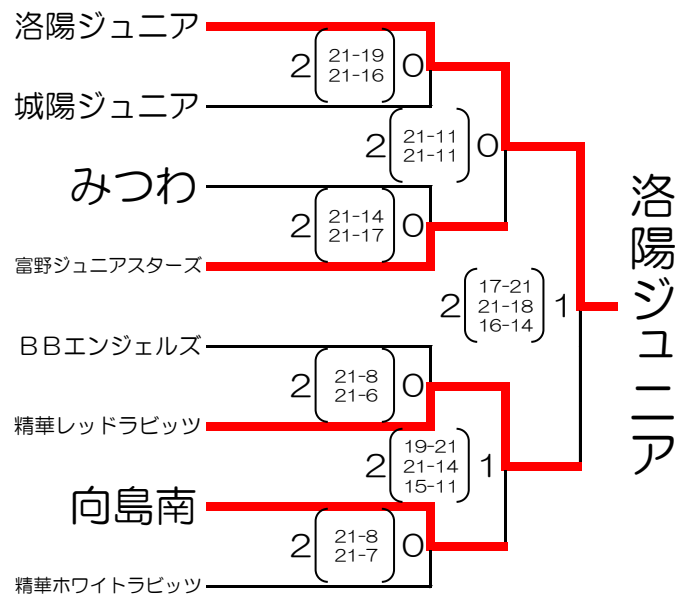 洛陽ジュニア
2 21-19 0
21-16
城陽ジュニア
2 21-11 0
21-11
みつわ
2 21-14 0
21-17
富野ジュニアスターズ
2 17-21 1
21-18
16-14
洛陽ジュニア
ＢＢエンジェルズ
2 21-8 0
21-6
精華レッドラビッツ
2 19-21 1
21-14
15-11
向島南
2 21-8 0
21-7
精華ホワイトラビッツ